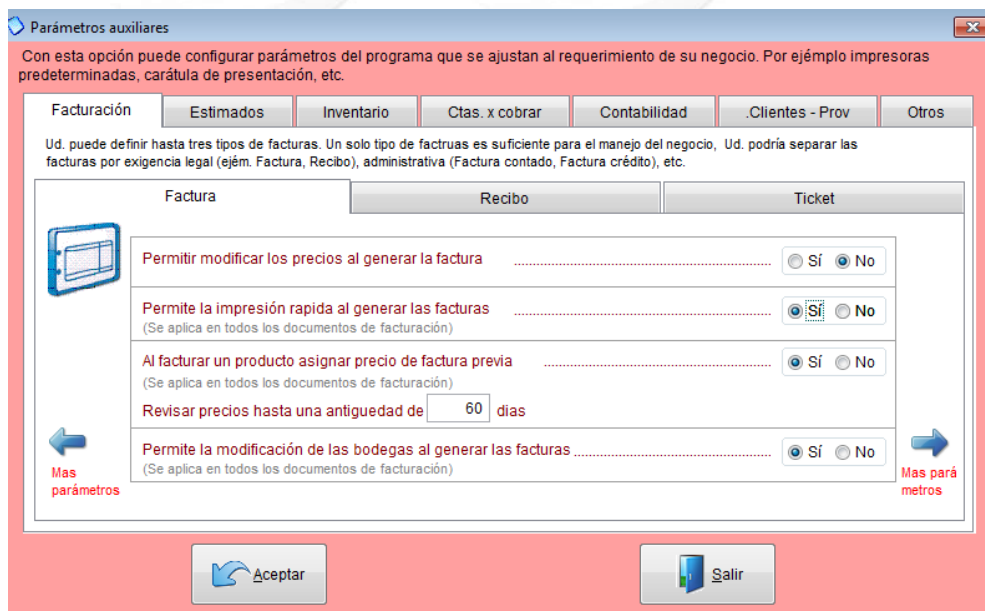 Parámetros auxiliares
Con esta opción puede configurar parámetros del programa que se ajustan al requerimiento de su negocio. Por ejémplo impresoras
predeterminadas, carátula de presentación, etc.
Facturación Estimados Inventario Ctas. x cobrar Contabilidad .Clientes - Prov Otros
Ud. puede definir hasta tres tipos de facturas. Un solo tipo de factruas es suficiente para el manejo del negocio, Ud. podría separar las
facturas por exigencia legal (ejém. Factura, Recibo), administrativa (Factura contado, Factura crédito), etc.
Factura Recibo Ticket
Permitir modificar los precios al generar la factura Sí No
Permite la impresión rapida al generar las facturas Sí No
(Se aplica en todos los documentos de facturación)
Al facturar un producto asignar precio de factura previa Sí No
(Se aplica en todos los documentos de facturación)
Revisar precios hasta una antiguedad de 60 dias
Permite la modificación de las bodegas al generar las facturas Sí No
(Se aplica en todos los documentos de facturación)
Mas
parámetros
Mas pará
metros
Aceptar Salir